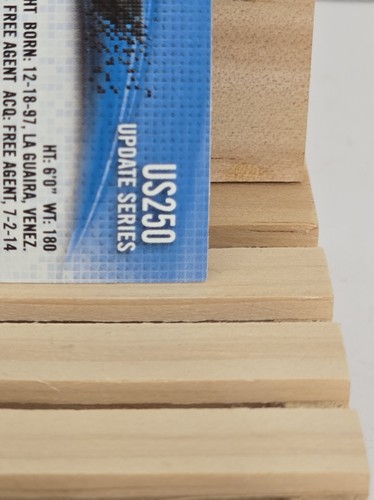 US250
UPDATE SERIES
HT: 6'0" WT: 180
HT BORN: 12-18-97, LA GUAIRA, VENEZ.
FREE AGENT ACQ: FREE AGENT, 7-2-14